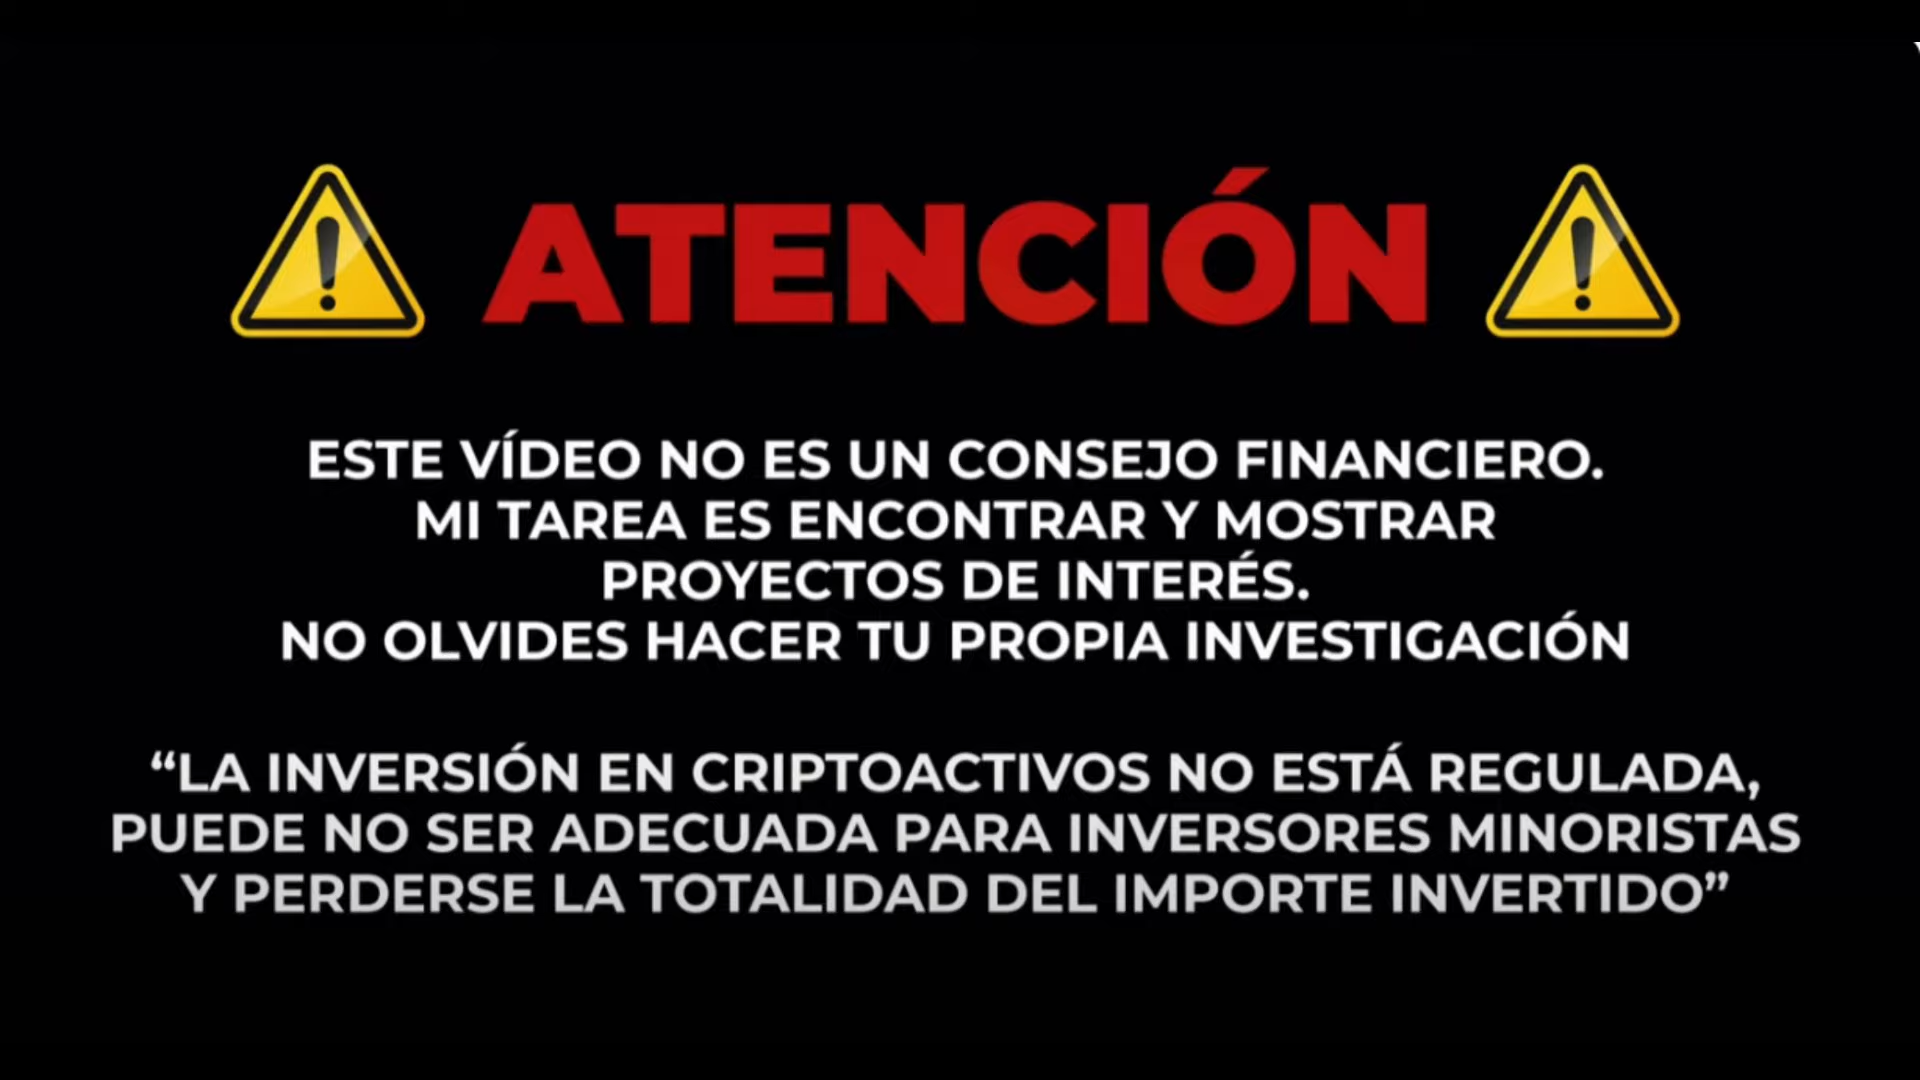 ATENCIÓN
ESTE VÍDEO NO ES UN CONSEJO FINANCIERO.
MI TAREA ES ENCONTRAR Y MOSTRAR
PROYECTOS DE INTERÉS.
NO OLVIDES HACER TU PROPIA INVESTIGACIÓN
“LA INVERSIÓN EN CRIPTOACTIVOS NO ESTÁ REGULADA,
PUEDE NO SER ADECUADA PARA INVERSORES MINORISTAS
Y PERDERSE LA TOTALIDAD DEL IMPORTE INVERTIDO”